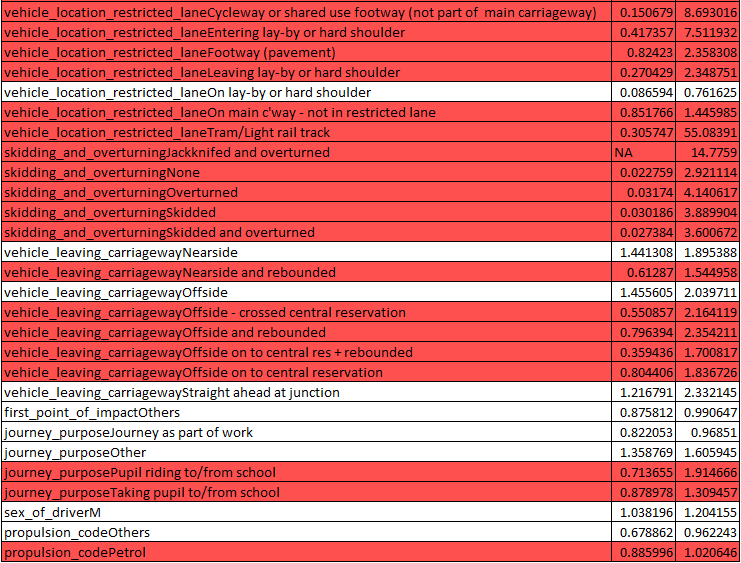 vehicle_location_restricted_laneCycleway or shared use footway (not part of main carriageway) 0.150679 8.693016
vehicle_location_restricted_laneEntering lay-by or hard shoulder 0.417357 7.511932
vehicle_location_restricted_laneFootway (pavement) 0.82423 2.358308
vehicle_location_restricted_laneLeaving lay-by or hard shoulder 0.270429 2.348751
vehicle_location_restricted_laneOn lay-by or hard shoulder 0.086594 0.761625
vehicle_location_restricted_laneOn main c'way - not in restricted lane 0.851766 1.445985
vehicle_location_restricted_laneTram/Light rail track 0.305747 55.08391
skidding_and_overturningJackknifed and overturned NA 14.7759
skidding_and_overturningNone 0.022759 2.921114
skidding_and_overturningOverturned 0.03174 4.140617
skidding_and_overturningSkidded 0.030186 3.889904
skidding_and_overturningSkidded and overturned 0.027384 3.600672
vehicle_leaving_carriagewayNearside 1.441308 1.895388
vehicle_leaving_carriagewayNearside and rebounded 0.61287 1.544958
vehicle_leaving_carriagewayOffside 1.455605 2.039711
vehicle_leaving_carriagewayOffside - crossed central reservation 0.550857 2.164119
vehicle_leaving_carriagewayOffside and rebounded 0.796394 2.354211
vehicle_leaving_carriagewayOffside on to central res + rebounded 0.359436 1.700817
vehicle_leaving_carriagewayOffside on to central reservation 0.804406 1.836726
vehicle_leaving_carriagewayStraight ahead at junction 1.216791 2.332145
first_point_of_impactOthers 0.875812 0.990647
journey_purposeJourney as part of work 0.822053 0.96851
journey_purposeOther 1.358769 1.605945
journey_purposePupil riding to/from school 0.713655 1.914666
journey_purposeTaking pupil to/from school 0.878978 1.309457
sex_of_driverM 1.038196 1.204155
propulsion_codeOthers 0.678862 0.962243
propulsion_codePetrol 0.885996 1.020646